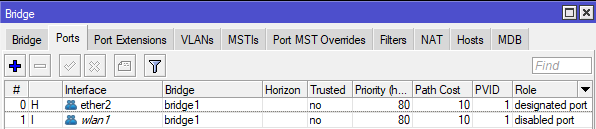 Bridge
Bridge Ports Port Extensions VLANs MSTIs Port MST Overrides Filters NAT Hosts MDB
Find
# Interface Bridge Horizon Trusted Priority (h... Path Cost PVID Role
0 H ether2 bridge1 no 80 10 1 designated port
1 I wlan1 bridge1 no 80 10 1 disabled port